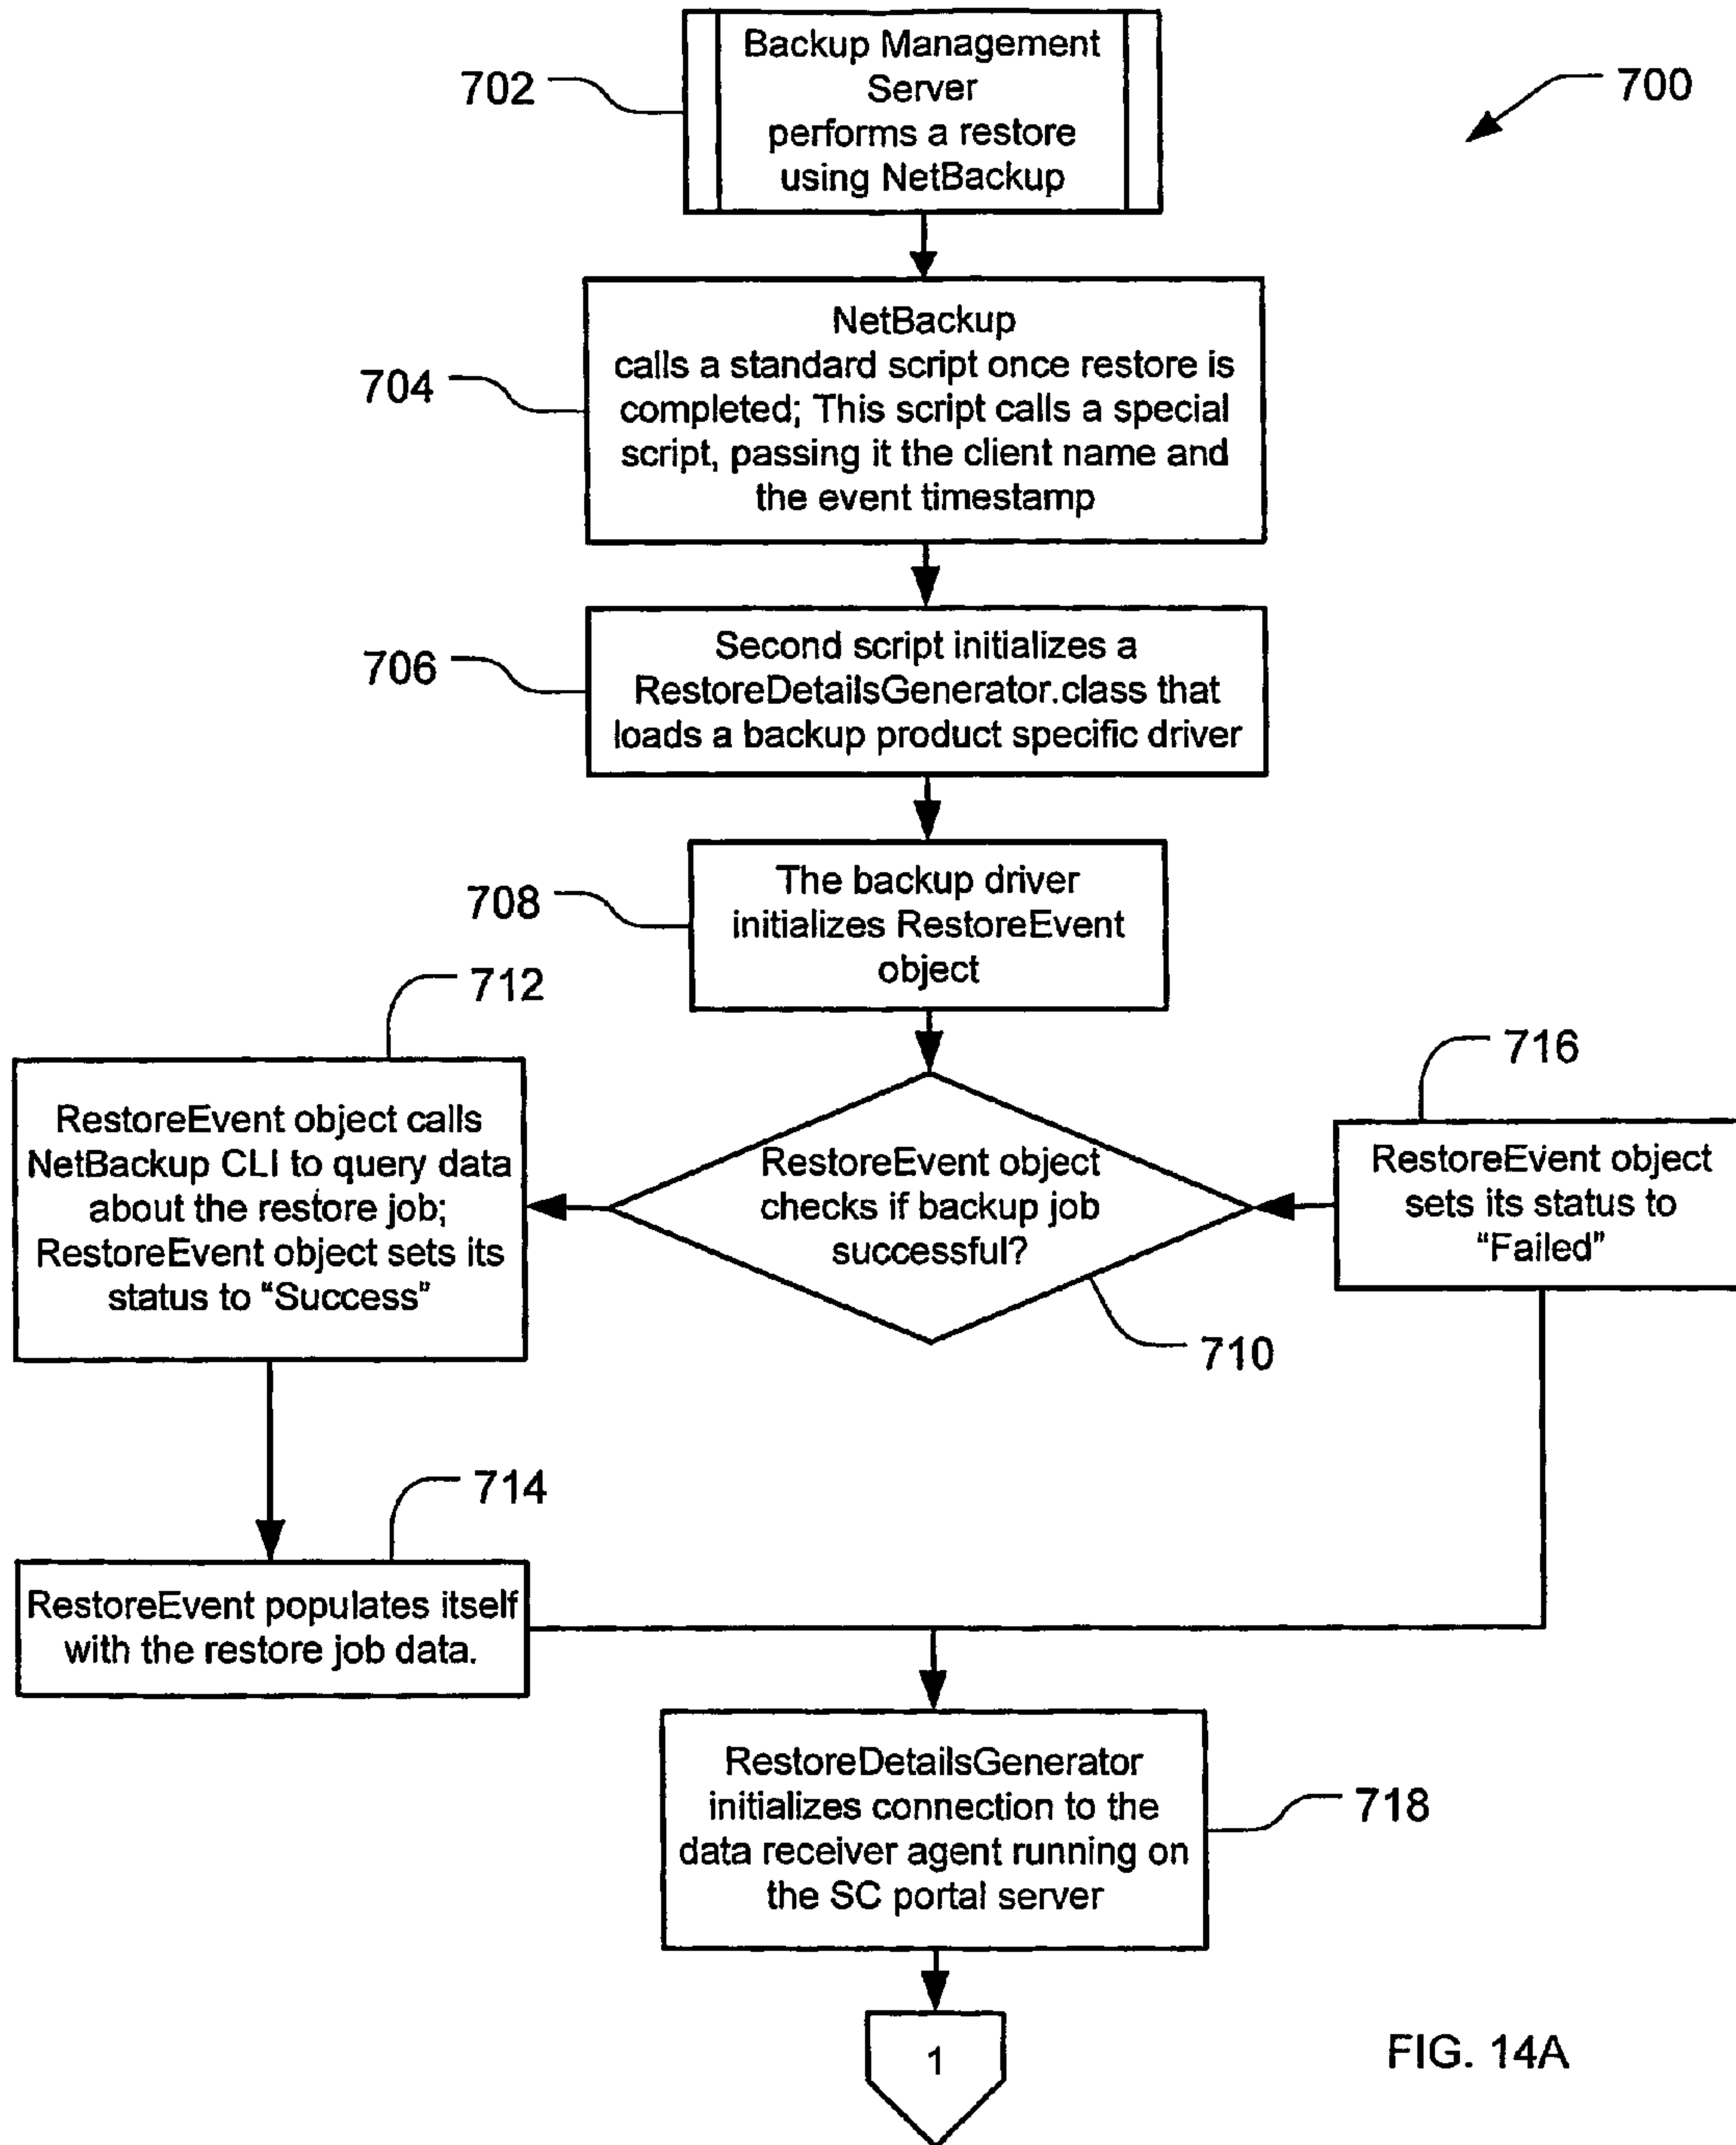 Backup Management
Server
performs a restore
using NetBackup
702
700
NetBackup
calls a standard script once restore is
completed; This script calls a special
script, passing it the client name and
the event timestamp
704
Second script initializes a
RestoreDetailsGenerator.class that
loads a backup product specific driver
706
The backup driver
initializes RestoreEvent
object
708
712
RestoreEvent object calls
NetBackup CLI to query data
about the restore job;
RestoreEvent object sets its
status to “Success”
RestoreEvent object
checks if backup job
successful?
710
716
RestoreEvent object
sets its status to
“Failed”
714
RestoreEvent populates itself
with the restore job data.
RestoreDetailsGenerator
initializes connection to the
data receiver agent running on
the SC portal server
718
1
FIG. 14A